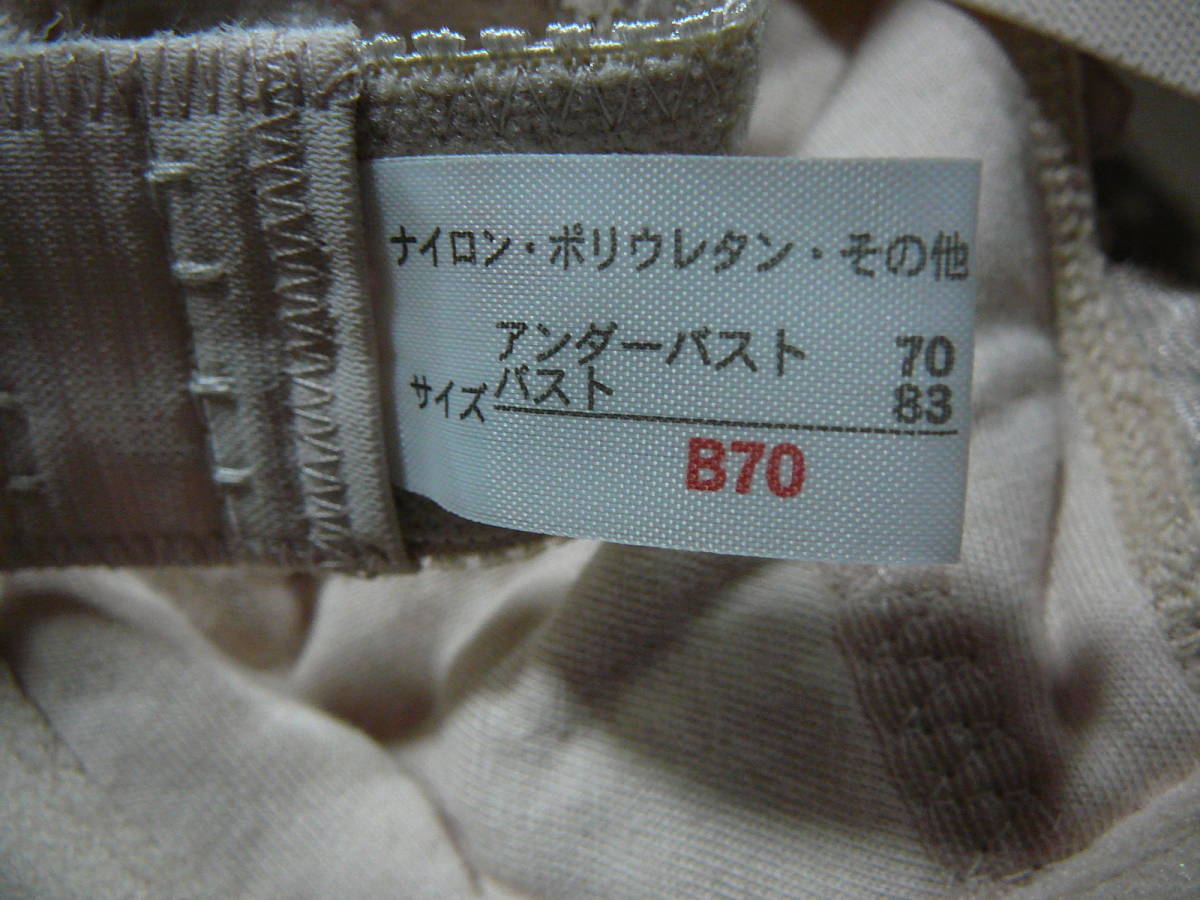 ナイロン・ポリウレタン・その他
アンダーバスト 70
サイズ バスト 83
B70